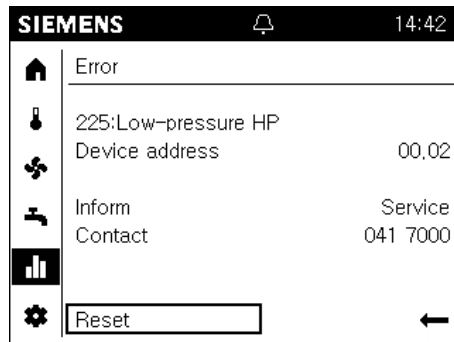 SIEMENS 14:42
Error
225:Low-pressure HP
Device address 00,02
Inform Service
Contact 041 7000
Reset